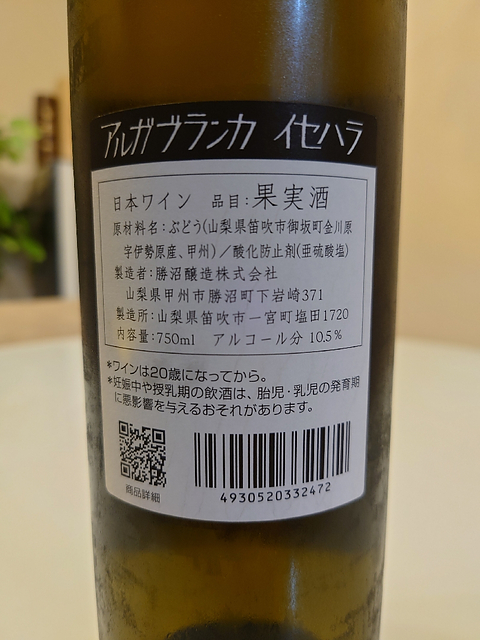 アルガブランカ イセハラ
日本ワイン 品目:果実酒
原材料名:ぶどう(山梨県笛吹市御坂町金川原
字伊勢原産、甲州)/酸化防止剤(亜硫酸塩)
製造者:勝沼醸造株式会社
山梨県甲州市勝沼町下岩崎371
製造所:山梨県笛吹市一宮町塩田1720
内容量:750ml アルコール分 10.5%
*ワインは20歳になってから。
*妊娠中や授乳期の飲酒は、胎児・乳児の発育期
に悪影響を与えるおそれがあります。
商品詳細
4930520332472